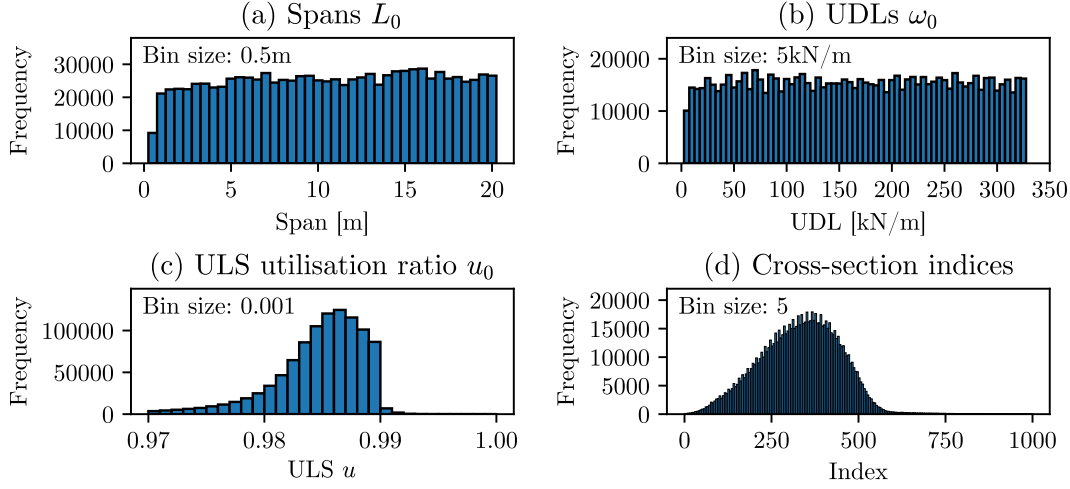 (a) Spans L₀
Frequency
Bin size: 0.5m
30000
20000
10000
0
0 5 10 15 20
Span [m]
(b) UDLs ω₀
Frequency
Bin size: 5kN/m
20000
10000
0
0 50 100 150 200 250 300 350
UDL [kN/m]
(c) ULS utilisation ratio u₀
Frequency
Bin size: 0.001
100000
50000
0
0.97 0.98 0.99 1.00
ULS u
(d) Cross-section indices
Frequency
Bin size: 5
20000
15000
10000
5000
0
0 250 500 750 1000
Index